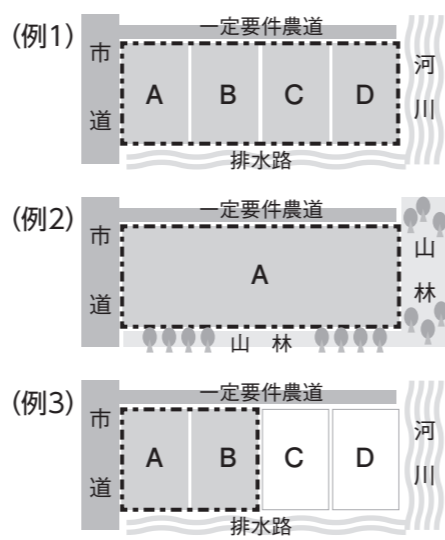 (例1)
一定要件農道
市道
A B C D
河川
排水路
(例2)
一定要件農道
市道
A
山林
山 林
(例3)
一定要件農道
市道
A B C D
河川
排水路